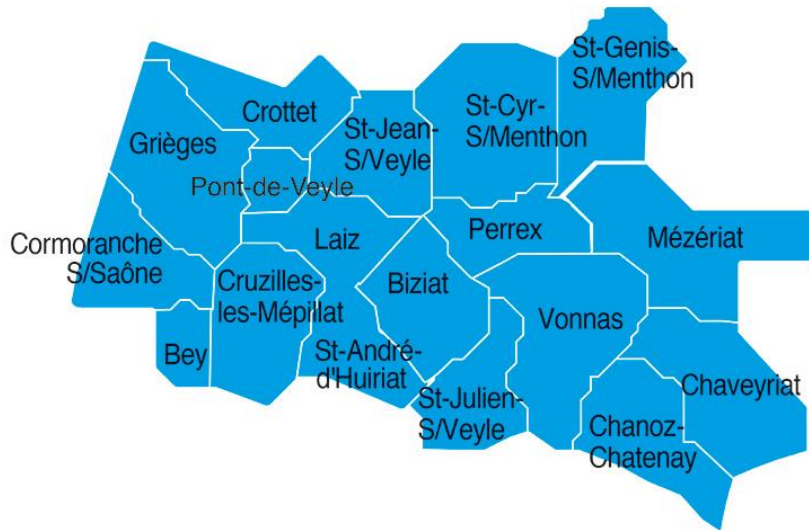 St-Genis-
S/Menthon
Crottet
St-Cyr-
S/Menthon
St-Jean-
S/Veyle
Grièges
Pont-de-Veyle
Cormoranche
S/Saône
Laiz
Perrex
Mézériat
Cruzilles-
les-Mépillat
Biziat
Vonnas
Bey
St-André-
d'Huiriat
Chaveyriat
St-Julien-
S/Veyle
Chanoz-
Chatenay